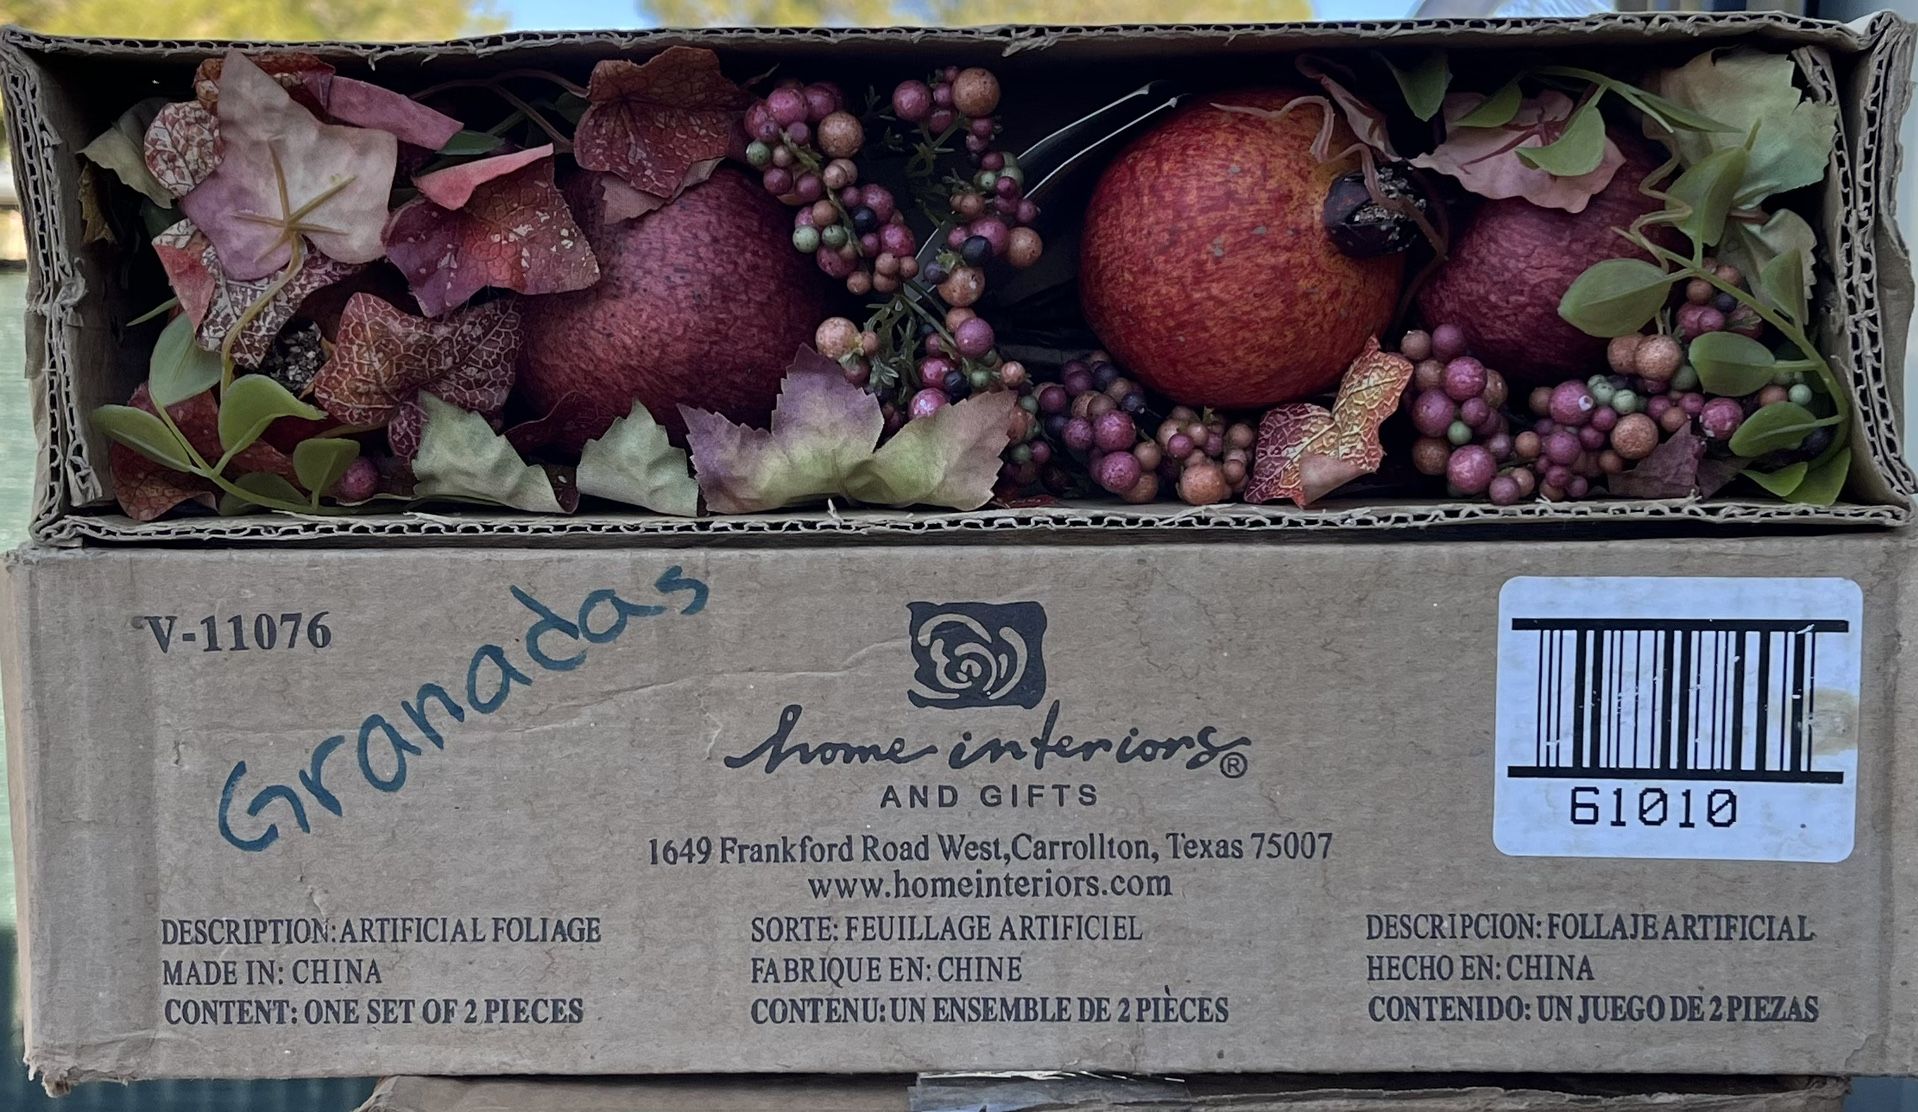 V-11076
Granadas
home interiors®
AND GIFTS
1649 Frankford Road West,Carrollton, Texas 75007
www.homeinteriors.com
61010
DESCRIPTION: ARTIFICIAL FOLIAGE
MADE IN: CHINA
CONTENT: ONE SET OF 2 PIECES
SORTE: FEUILLAGE ARTIFICIEL
FABRIQUE EN: CHINE
CONTENU: UN ENSEMBLE DE 2 PIÈCES
DESCRIPCION: FOLLAJE ARTIFICIAL
HECHO EN: CHINA
CONTENIDO: UN JUEGO DE 2 PIEZAS